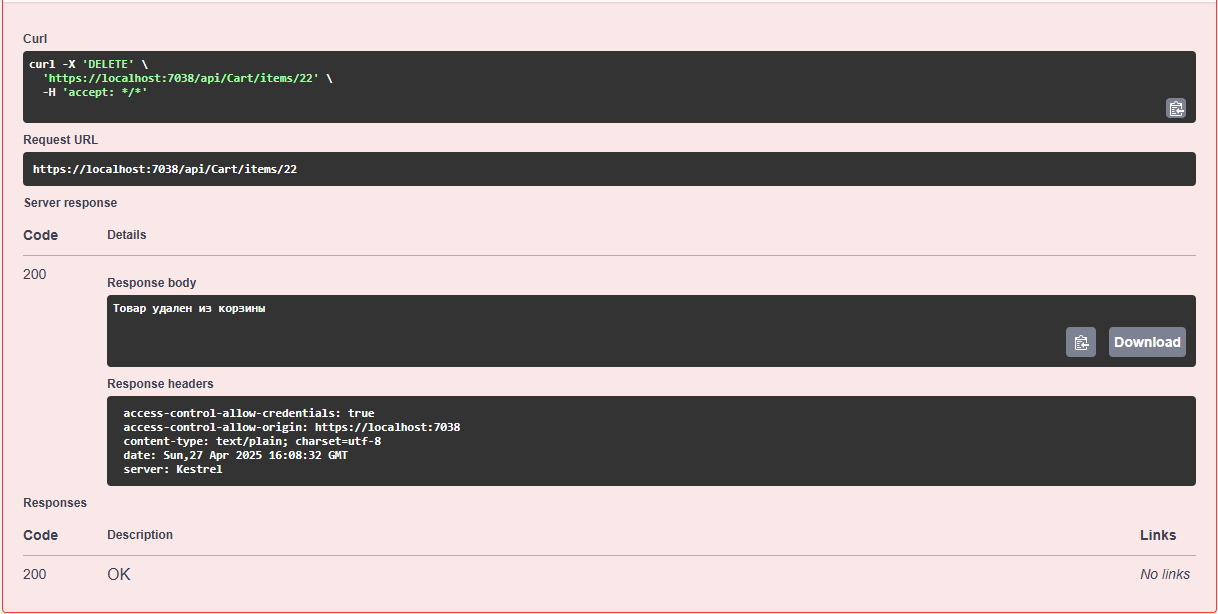 Curl
curl -X 'DELETE' \
  'https://localhost:7038/api/Cart/items/22' \
  -H 'accept: */*'
Request URL
https://localhost:7038/api/Cart/items/22
Server response
Code Details
200
Response body
Товар удален из корзины
Download
Response headers
access-control-allow-credentials: true
access-control-allow-origin: https://localhost:7038
content-type: text/plain; charset=utf-8
date: Sun,27 Apr 2025 16:08:32 GMT
server: Kestrel
Responses
Code Description Links
200 OK No links